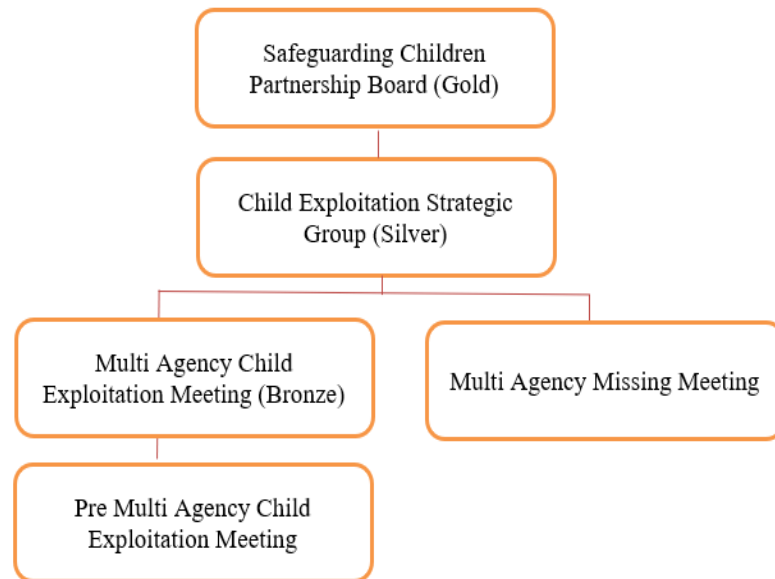 Safeguarding Children
Partnership Board (Gold)
Child Exploitation Strategic
Group (Silver)
Multi Agency Child
Exploitation Meeting (Bronze)
Multi Agency Missing Meeting
Pre Multi Agency Child
Exploitation Meeting